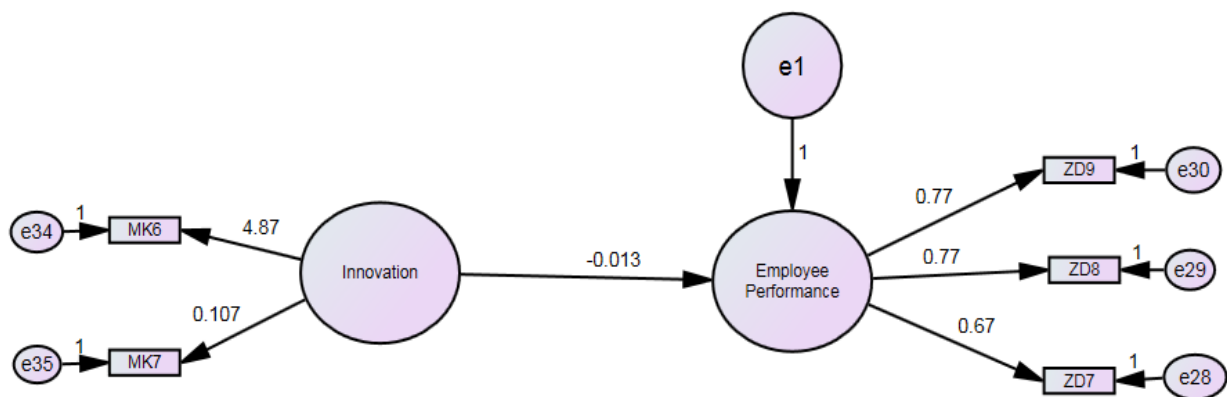 e1
1
1
ZD9
e30
0.77
1
e34
MK6
4.87
Innovation
-0.013
Employee
Performance
0.77
ZD8
1
e29
0.107
0.67
1
e35
MK7
1
ZD7
e28